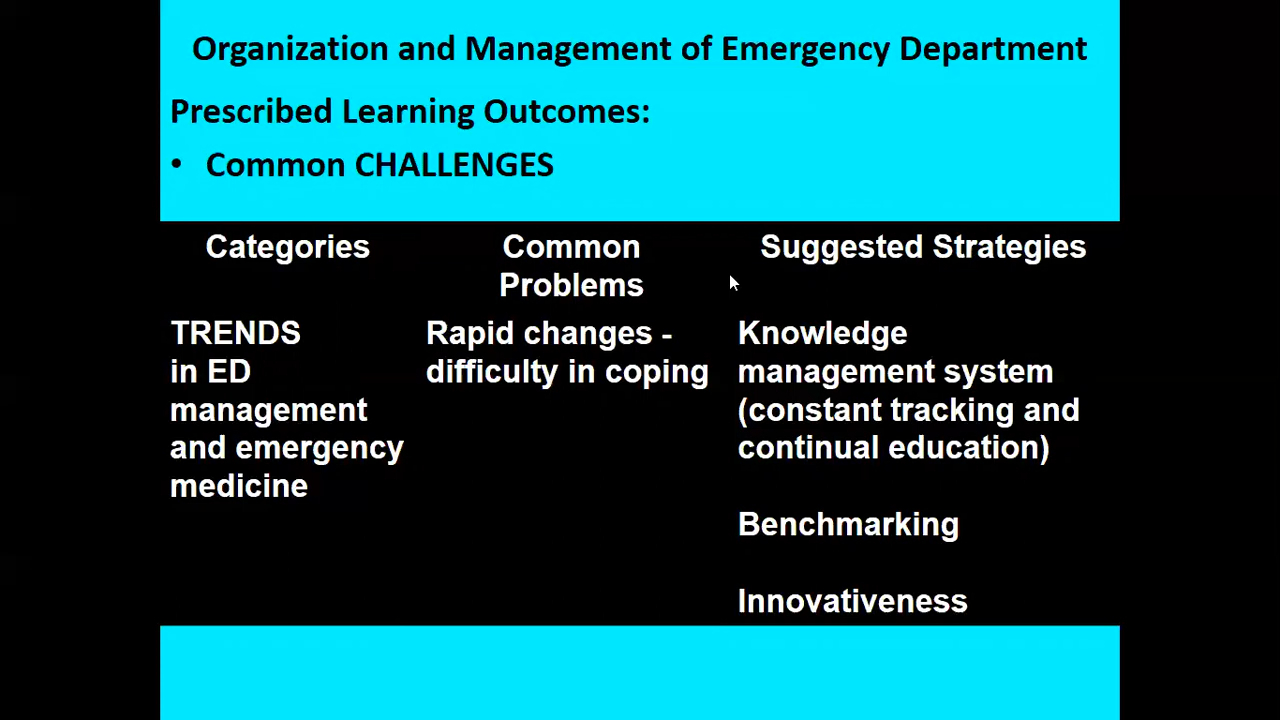 Organization and Management of Emergency Department
Prescribed Learning Outcomes:
• Common CHALLENGES
Categories
Common
Problems
Suggested Strategies
TRENDS
in ED
management
and emergency
medicine
Rapid changes -
difficulty in coping
Knowledge
management system
(constant tracking and
continual education)
Benchmarking
Innovativeness